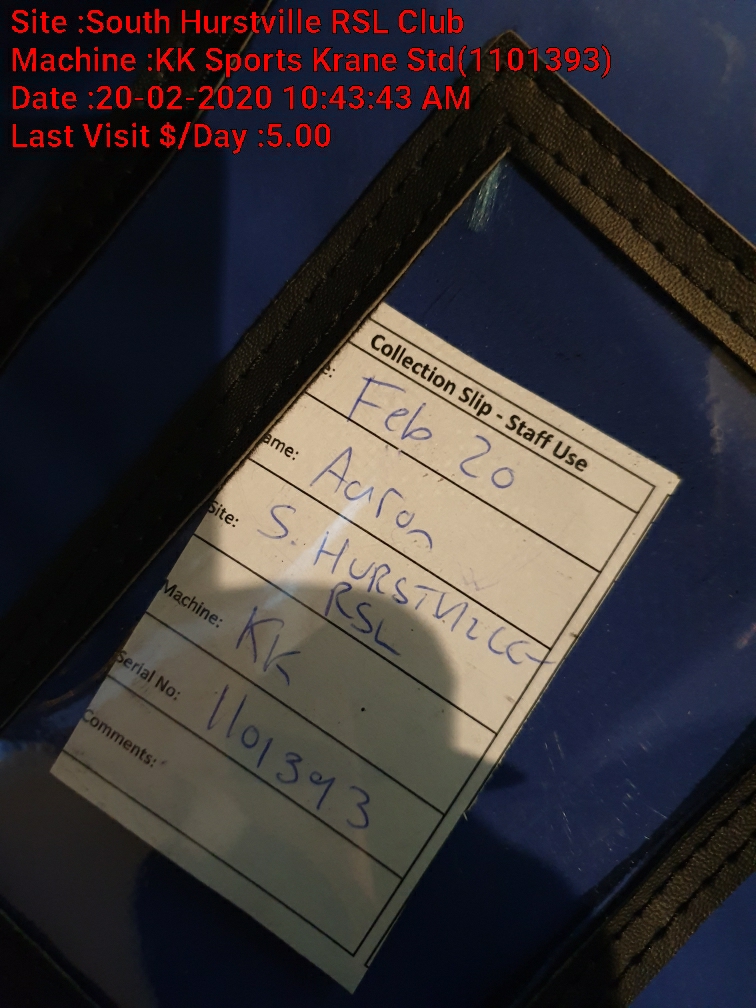 Site :South Hurstville RSL Club
Machine :KK Sports Krane Std(1101393)
Date :20-02-2020 10:43:43 AM
Last Visit $/Day :5.00
Collection Slip - Staff Use
e: Feb 20
ame: Aaron
Site: S. HURSTVILLE
RSL
Machine: KK
Serial No: 1101393
Comments: